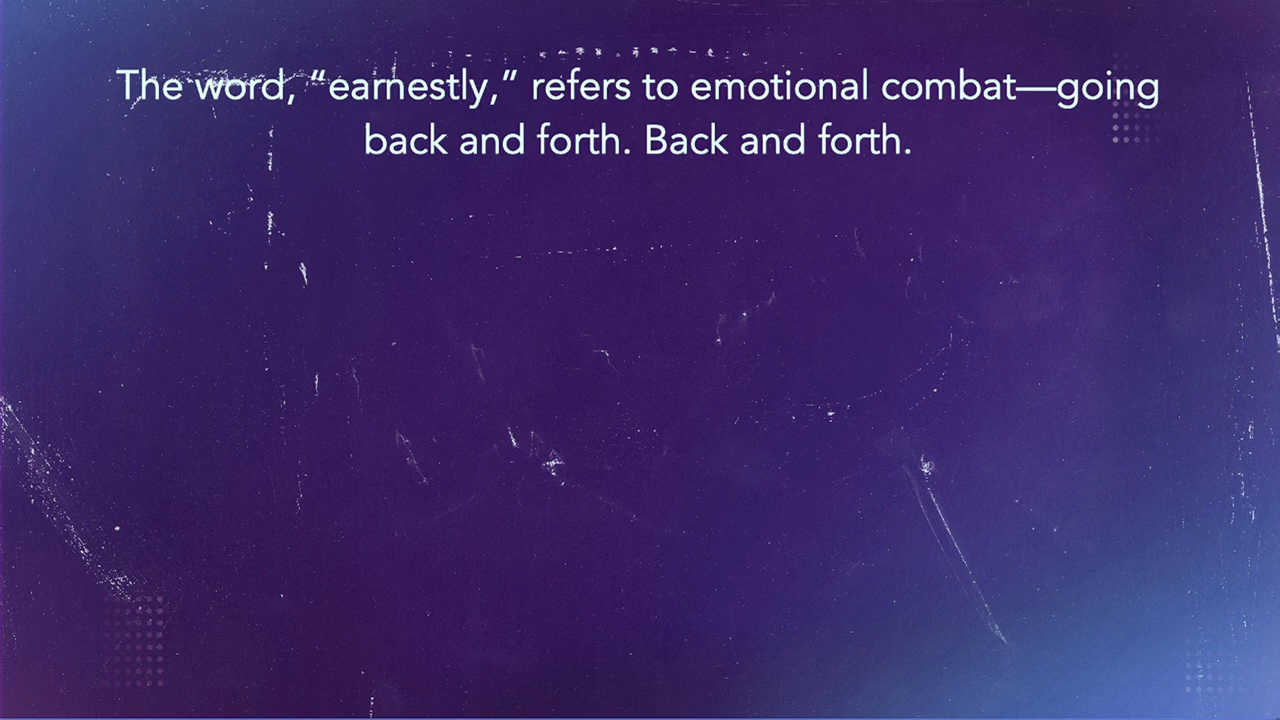 The word, “earnestly,” refers to emotional combat—going
back and forth. Back and forth.